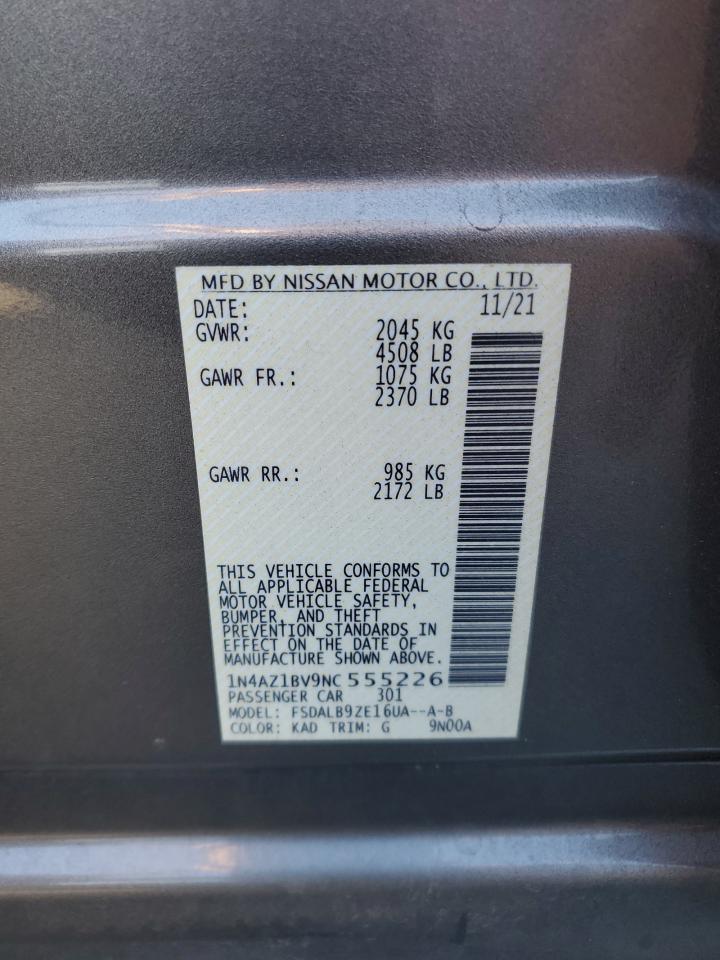 MFD BY NISSAN MOTOR CO., LTD.
DATE: 11/21
GVWR: 2045 KG
4508 LB
GAWR FR.: 1075 KG
2370 LB
GAWR RR.: 985 KG
2172 LB
THIS VEHICLE CONFORMS TO
ALL APPLICABLE FEDERAL
MOTOR VEHICLE SAFETY,
BUMPER, AND THEFT
PREVENTION STANDARDS IN
EFFECT ON THE DATE OF
MANUFACTURE SHOWN ABOVE.
1N4AZ1BV9NC 555226
PASSENGER CAR 301
MODEL: FSDALB9ZE16UA--A-B
COLOR: KAD TRIM: G 9N00A